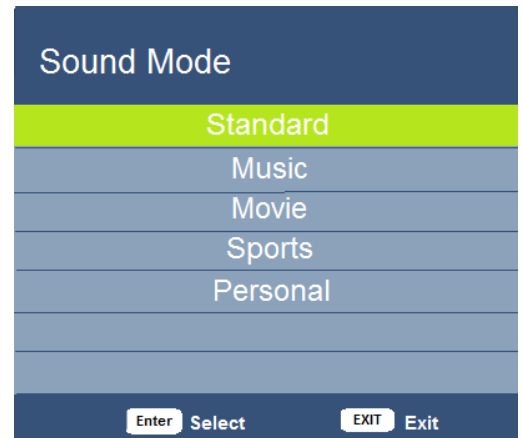 Sound Mode
Standard
Music
Movie
Sports
Personal
Enter Select EXIT Exit